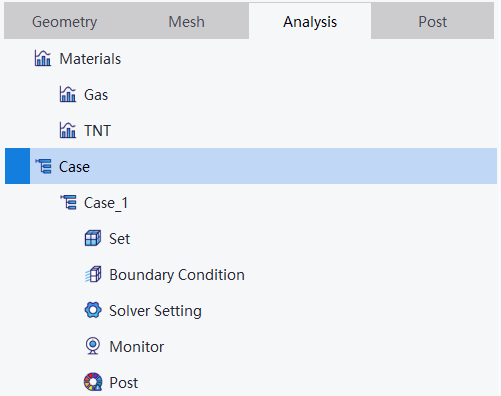 Geometry Mesh Analysis Post
Materials
Gas
TNT
Case
Case_1
Set
Boundary Condition
Solver Setting
Monitor
Post